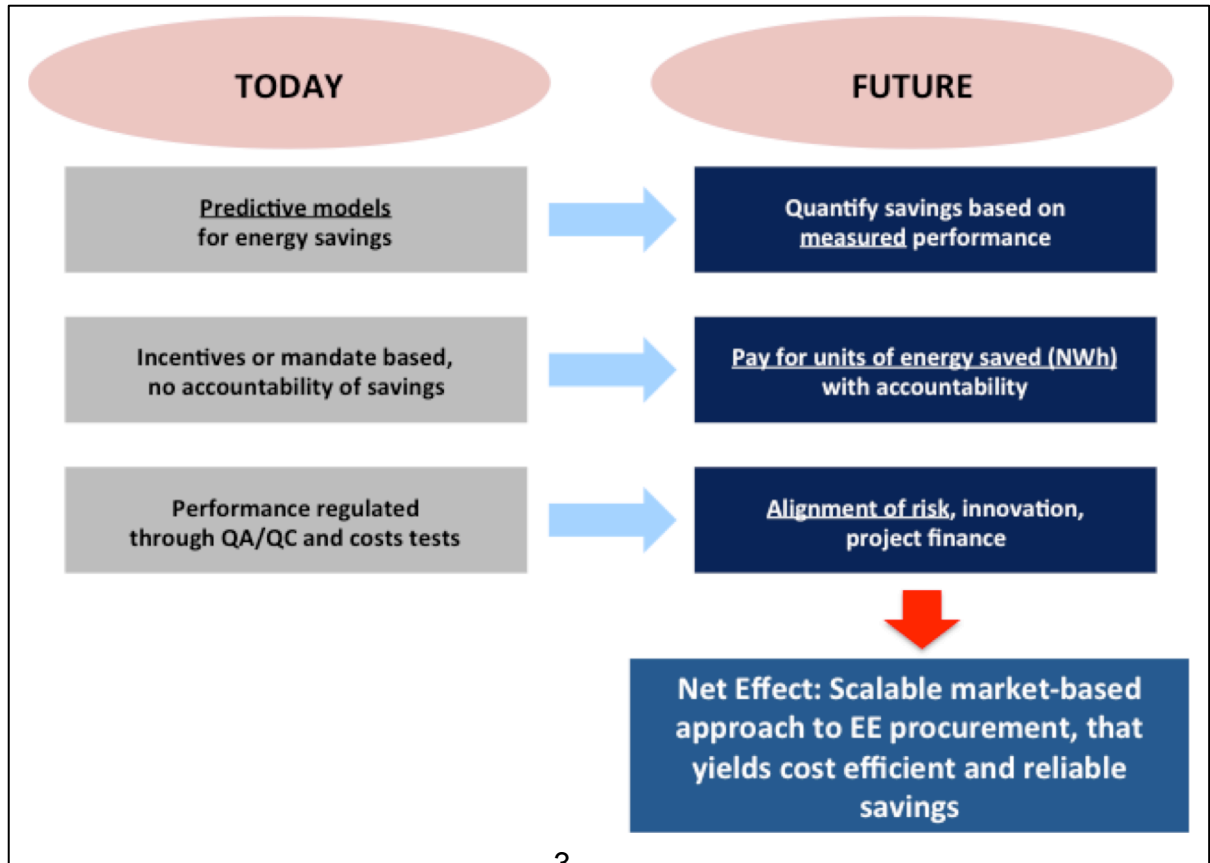 TODAY
FUTURE
Predictive models
for energy savings
Quantify savings based on
measured performance
Incentives or mandate based,
no accountability of savings
Pay for units of energy saved (NWh)
with accountability
Performance regulated
through QA/QC and costs tests
Alignment of risk, innovation,
project finance
Net Effect: Scalable market-based
approach to EE procurement, that
yields cost efficient and reliable
savings